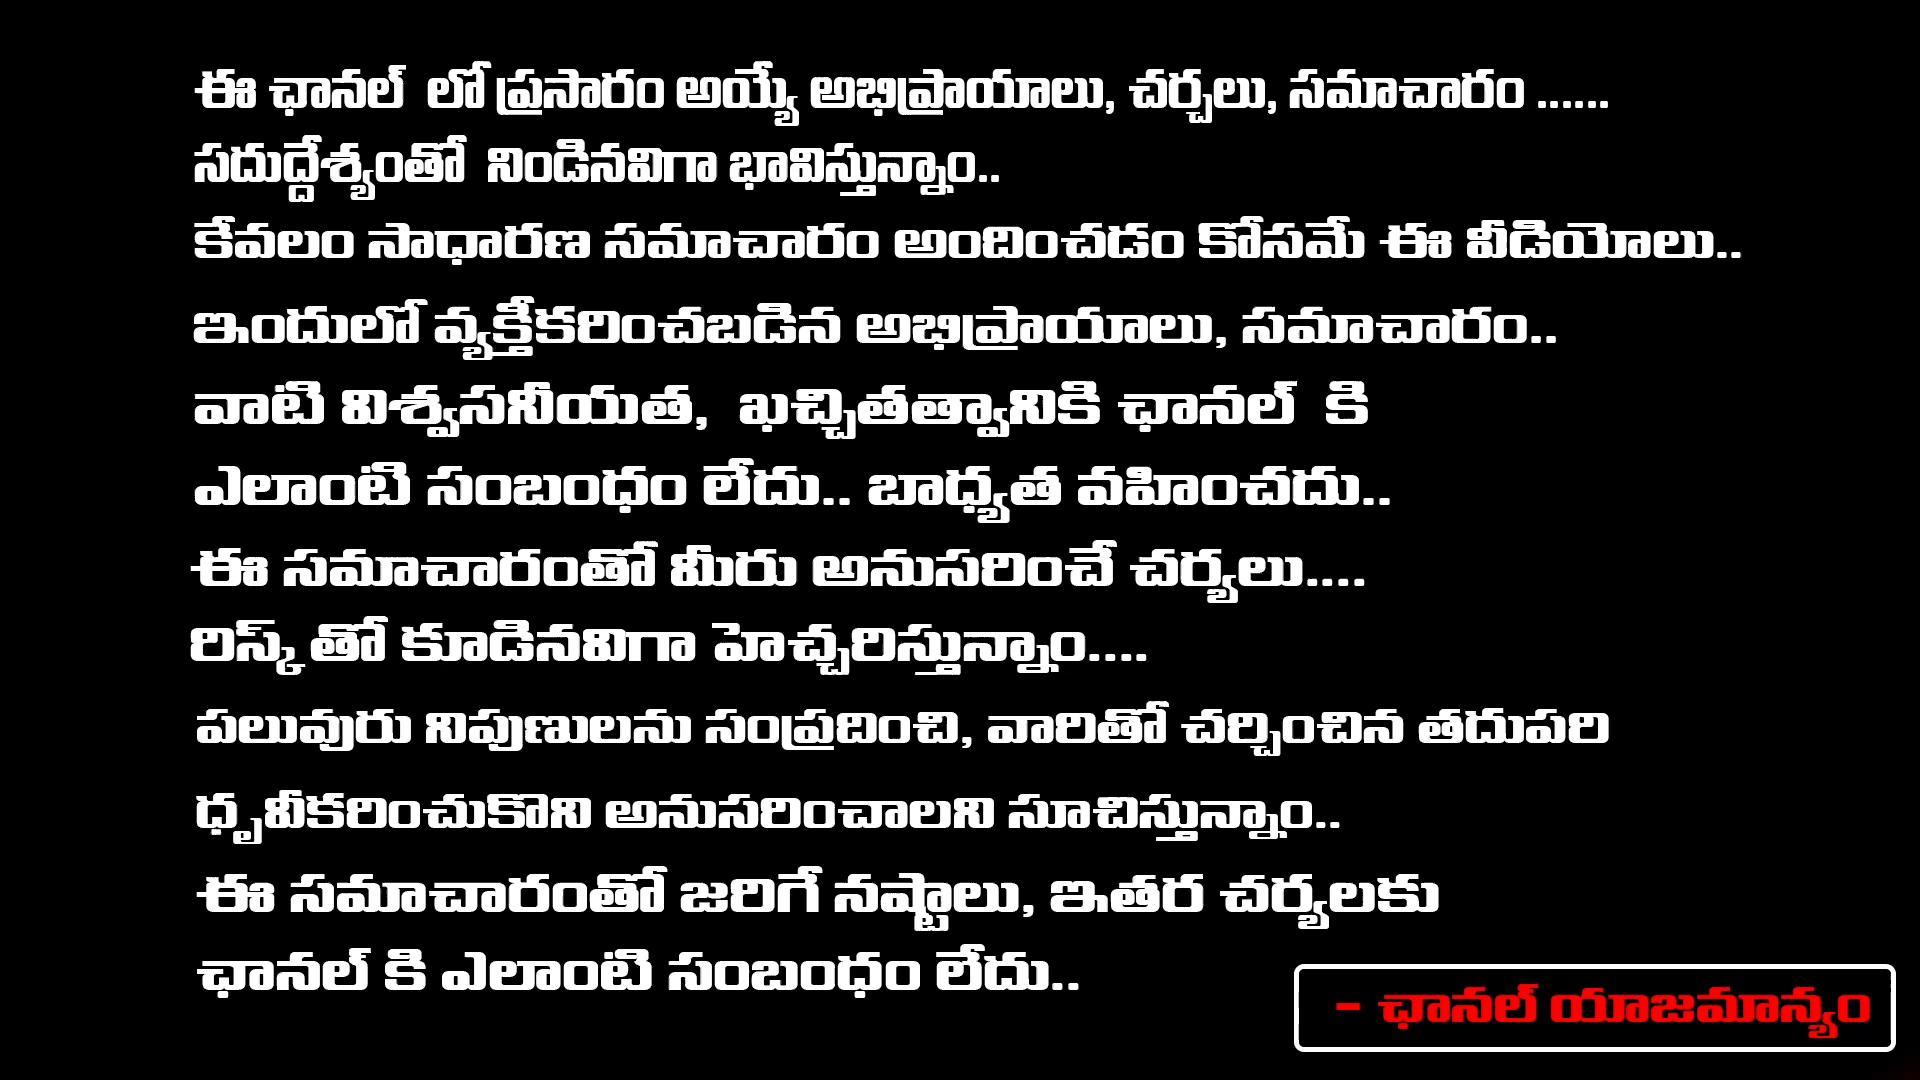 ఈ ఛానల్ లో ప్రసారం అయ్యే అభిప్రాయాలు, చర్చలు, సమాచారం ......
సదుద్దేశ్యంతో నిండినవిగా భావిస్తున్నాం..
కేవలం సాధారణ సమాచారం అందించడం కోసమే ఈ వీడియోలు..
ఇందులో వ్యక్తీకరించబడిన అభిప్రాయాలు, సమాచారం..
వాటి విశ్వసనీయత, ఖచ్చితత్వానికి ఛానల్ కి
ఎలాంటి సంబంధం లేదు.. బాధ్యత వహించదు..
ఈ సమాచారంతో మీరు అనుసరించే చర్యలు....
రిస్క్ తో కూడినవిగా హెచ్చరిస్తున్నాం....
పలువురు నిపుణులను సంప్రదించి, వారితో చర్చించిన తదుపరి
ధృవీకరించుకొని అనుసరించాలని సూచిస్తున్నాం..
ఈ సమాచారంతో జరిగే నష్టాలు, ఇతర చర్యలకు
ఛానల్ కి ఎలాంటి సంబంధం లేదు..
- ఛానల్ యాజమాన్యం